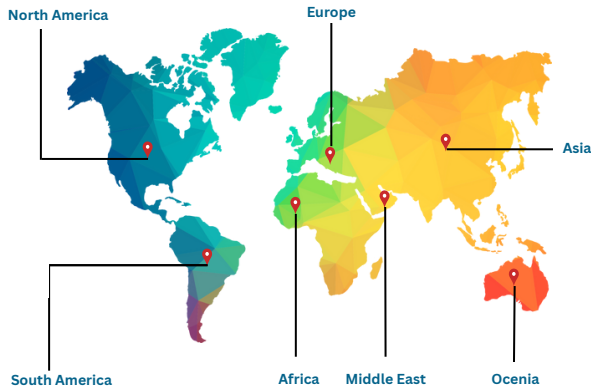 Europe
North America
Asia
South America
Africa
Middle East
Ocenia